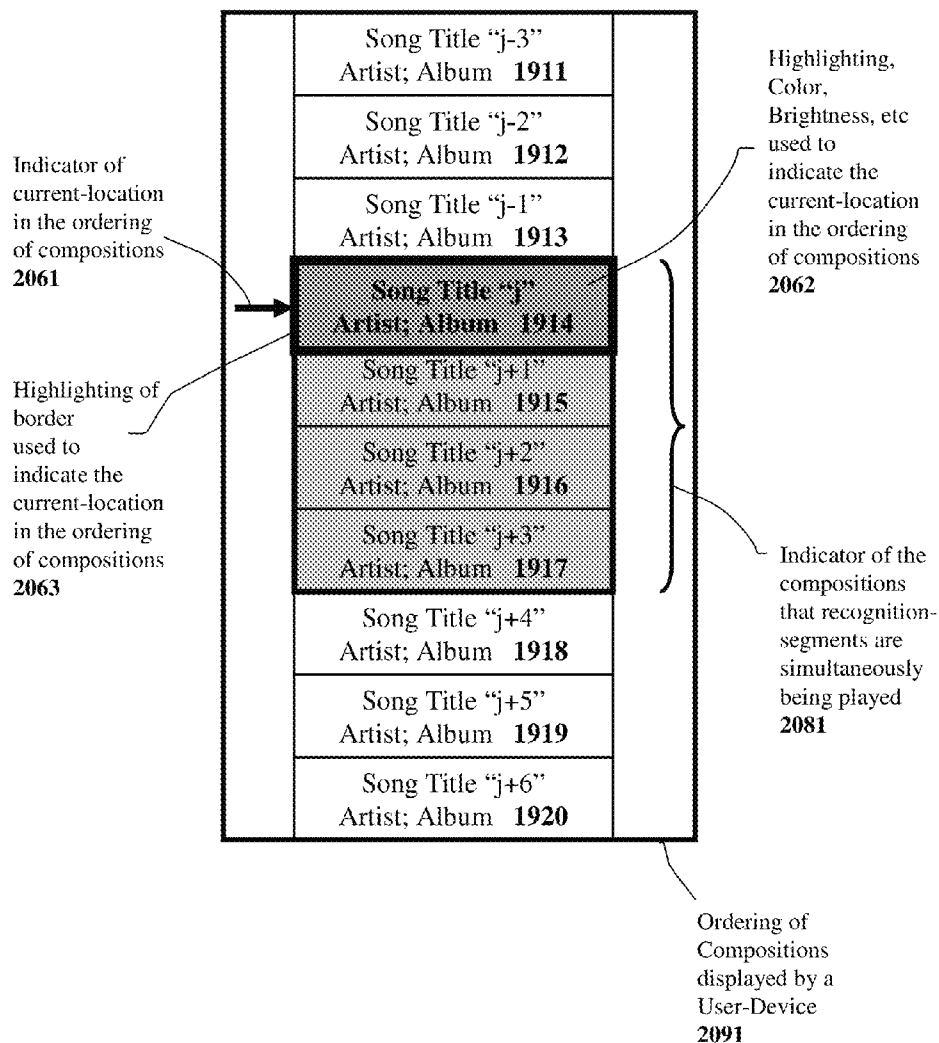 Song Title “j-3”
Artist; Album 1911
Song Title “j-2”
Artist; Album 1912
Song Title “j-1”
Artist; Album 1913
Song Title “j”
Artist; Album 1914
Song Title “j+1”
Artist; Album 1915
Song Title “j+2”
Artist; Album 1916
Song Title “j+3”
Artist; Album 1917
Song Title “j+4”
Artist; Album 1918
Song Title “j+5”
Artist; Album 1919
Song Title “j+6”
Artist; Album 1920
Indicator of
current-location
in the ordering
of compositions
2061
Highlighting of
border
used to
indicate the
current-location
in the ordering
of compositions
2063
Highlighting,
Color,
Brightness, etc
used to
indicate the
current-location
in the ordering
of compositions
2062
Indicator of the
compositions
that recognition-
segments are
simultaneously
being played
2081
Ordering of
Compositions
displayed by a
User-Device
2091